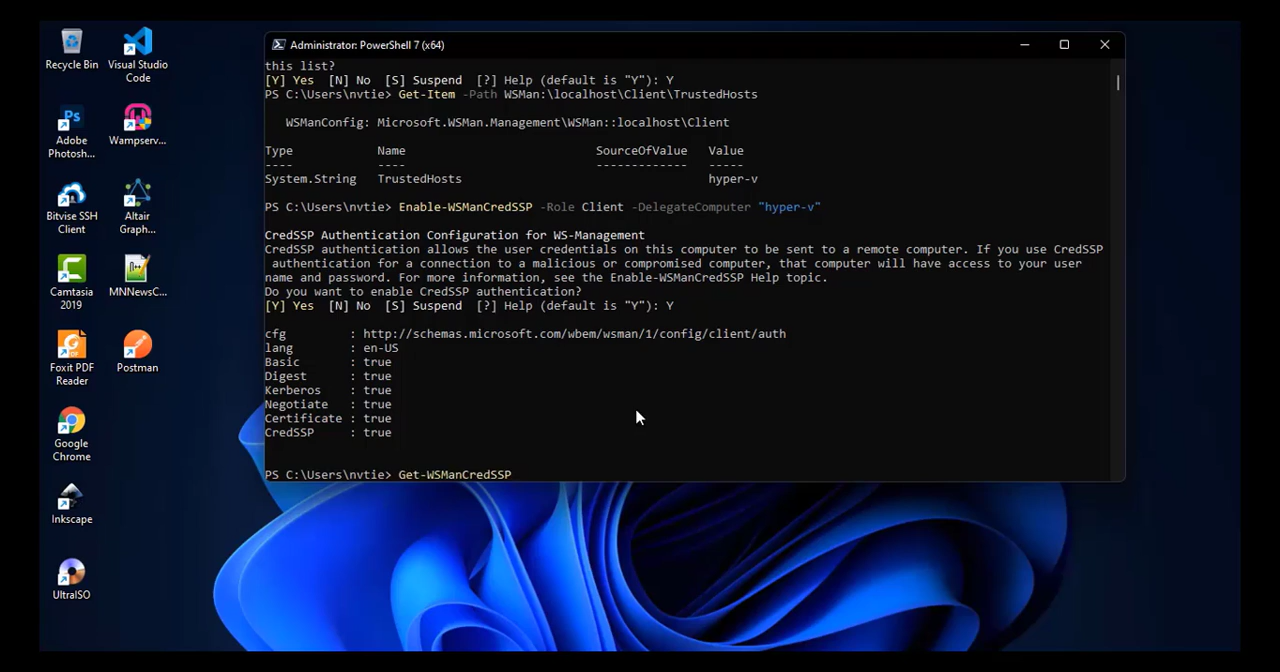 Recycle Bin
Visual Studio
Code
Adobe
Photosh...
Wampserv...
Bitvise SSH
Client
Altair
Graph...
Camtasia
2019
MNNewsC...
Foxit PDF
Reader
Postman
Google
Chrome
Inkscape
UltraISO
Administrator: PowerShell 7 (x64)
this list?
[Y] Yes  [N] No  [S] Suspend  [?] Help (default is "Y"): Y
PS C:\Users\nvtie> Get-Item -Path WSMan:\localhost\Client\TrustedHosts
WSManConfig: Microsoft.WSMan.Management\WSMan::localhost\Client
Type Name SourceOfValue Value
---- ---- ------------- -----
System.String TrustedHosts hyper-v
PS C:\Users\nvtie> Enable-WSManCredSSP -Role Client -DelegateComputer "hyper-v"
CredSSP Authentication Configuration for WS-Management
CredSSP authentication allows the user credentials on this computer to be sent to a remote computer. If you use CredSSP
authentication for a connection to a malicious or compromised computer, that computer will have access to your user
name and password. For more information, see the Enable-WSManCredSSP Help topic.
Do you want to enable CredSSP authentication?
[Y] Yes  [N] No  [S] Suspend  [?] Help (default is "Y"): Y
cfg : http://schemas.microsoft.com/wbem/wsman/1/config/client/auth
lang : en-US
Basic : true
Digest : true
Kerberos : true
Negotiate : true
Certificate : true
CredSSP : true
PS C:\Users\nvtie> Get-WSManCredSSP